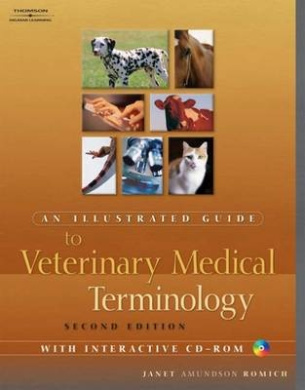 THOMSON
DELMAR LEARNING
AN ILLUSTRATED GUIDE
to
Veterinary Medical
Terminology
SECOND EDITION
WITH INTERACTIVE CD-ROM
JANET AMUNDSON ROMICH